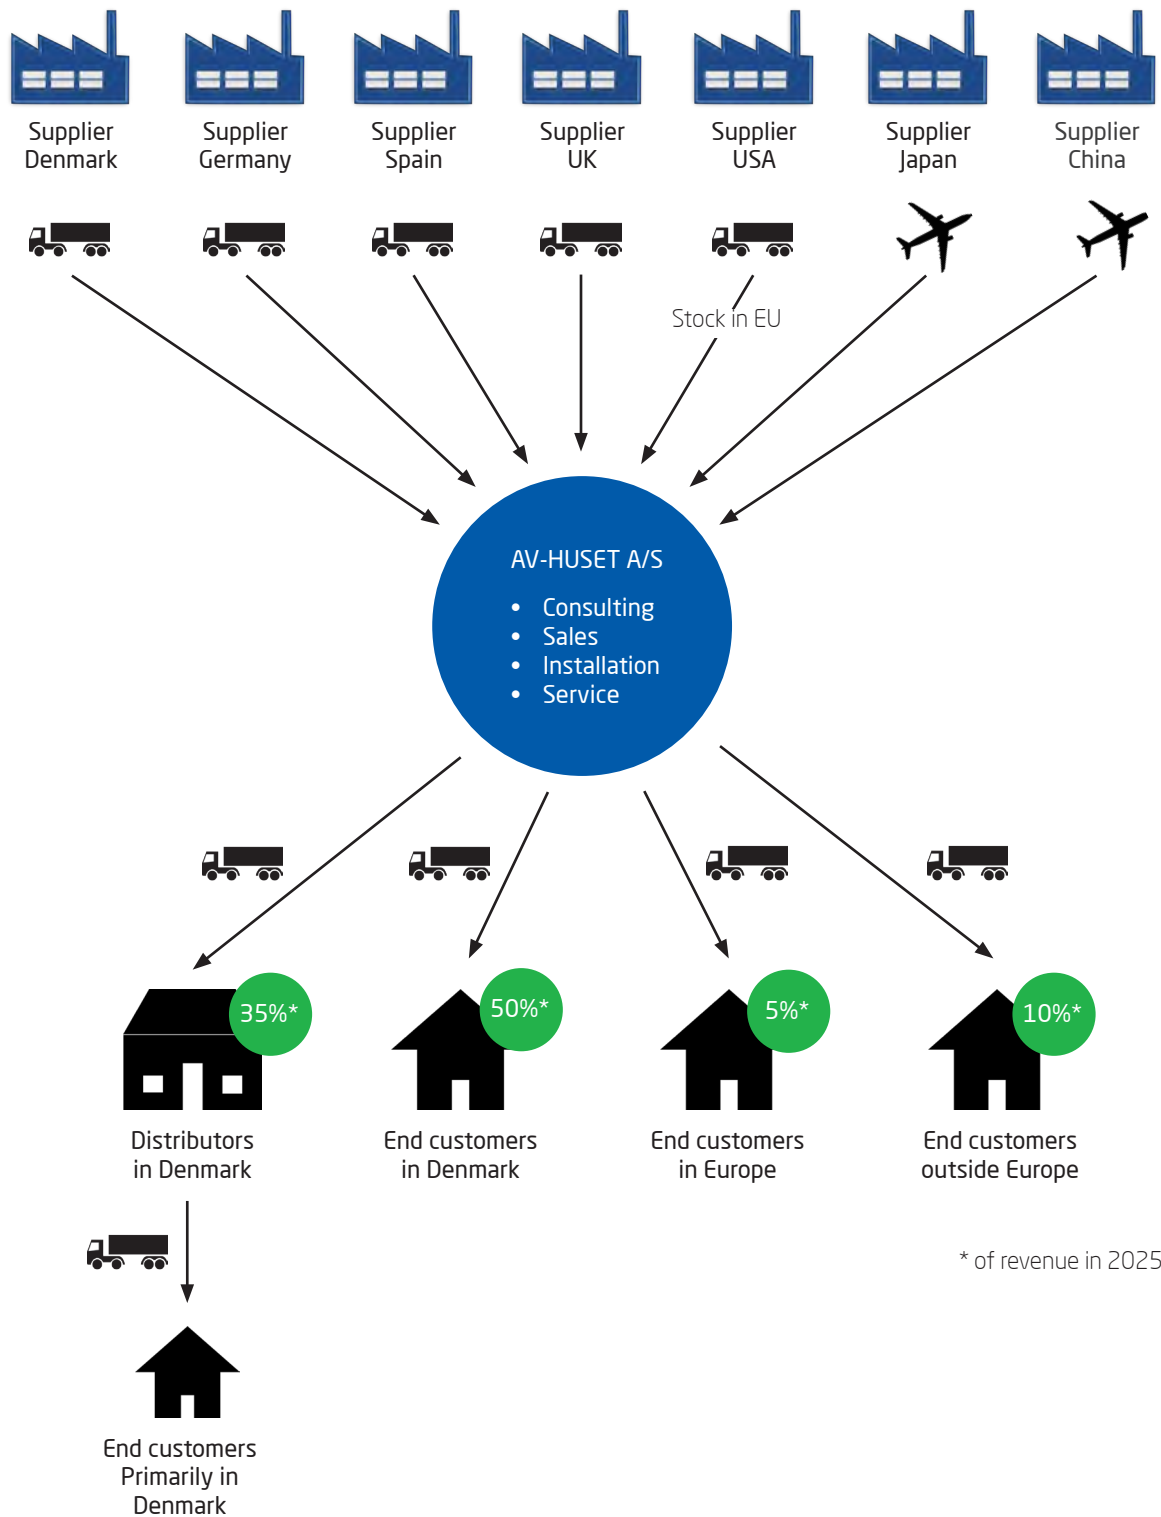 Supplier
Denmark
Supplier
Germany
Supplier
Spain
Supplier
UK
Supplier
USA
Supplier
Japan
Supplier
China
Stock in EU
AV-HUSET A/S
• Consulting
• Sales
• Installation
• Service
35%*
50%*
5%*
10%*
Distributors
in Denmark
End customers
in Denmark
End customers
in Europe
End customers
outside Europe
* of revenue in 2025
End customers
Primarily in
Denmark